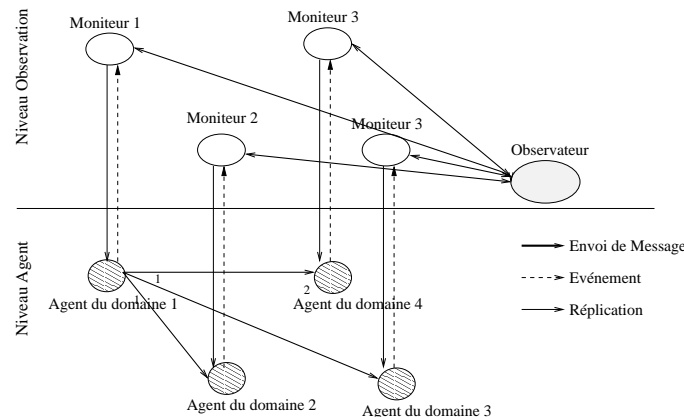 Moniteur 1
Moniteur 3
Niveau Observation
Moniteur 2
Moniteur 3
Observateur
Niveau Agent
1
1
2
Agent du domaine 1
Agent du domaine 4
Agent du domaine 2
Agent du domaine 3
Envoi de Message
Evénement
Réplication